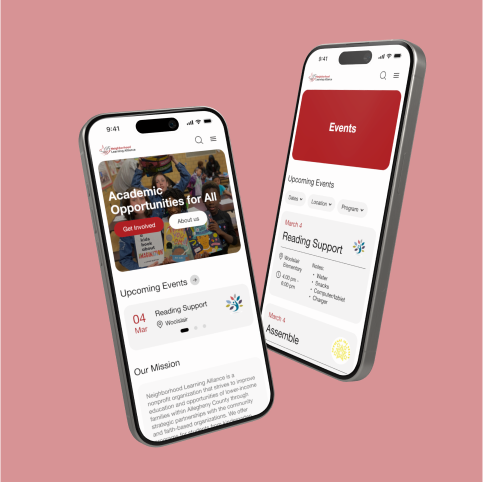 9:41
Neighborhood
Learning Alliance
Academic
Opportunities for All
Get Involved
About us
Upcoming Events
04
Mar
Reading Support
Woolslair
Our Mission
Neighborhood Learning Alliance is a
nonprofit organization that strives to improve
education and opportunities of lower-income
families within Allegheny County through
strategic partnerships with the community
and faith-based organizations. We offer
9:41
Neighborhood
Learning Alliance
Events
Upcoming Events
Dates
Location
Program
March 4
Reading Support
Woolslair
Elementary
4:00 pm -
6:00 pm
Notes:
• Water
• Snacks
• Computer/tablet
• Charger
March 4
Assemble